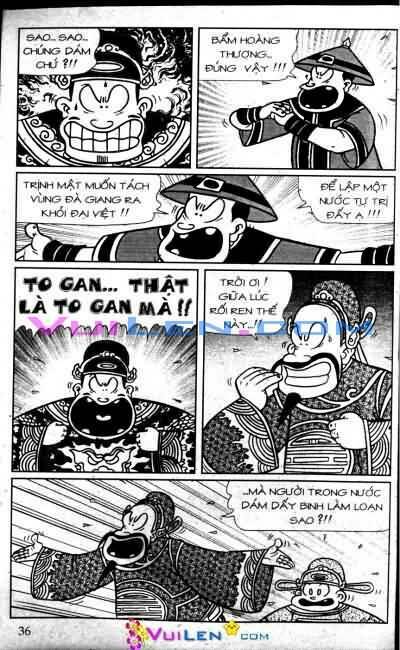 SAO... SAO...
CHÚNG DÁM
CHỨ ?!!
BẨM HOÀNG
THƯỢNG...
ĐÚNG VẬY !!!
TRỊNH MẬT MUỐN TÁCH
VÙNG ĐÀ GIANG RA
KHỎI ĐẠI VIỆT !
ĐỂ LẬP MỘT
NƯỚC TỰ TRỊ
ĐẤY Ạ !!!
TO GAN... THẬT
LÀ TO GAN MÀ !!
TRỜI ƠI !
GIỮA LÚC
RỐI REN THẾ
NÀY...!!
VUILEN.COM
...MÀ NGƯỜI TRONG NƯỚC
DÁM DẤY BINH LÀM LOẠN
SAO ?!!
36
VUILEN.COM